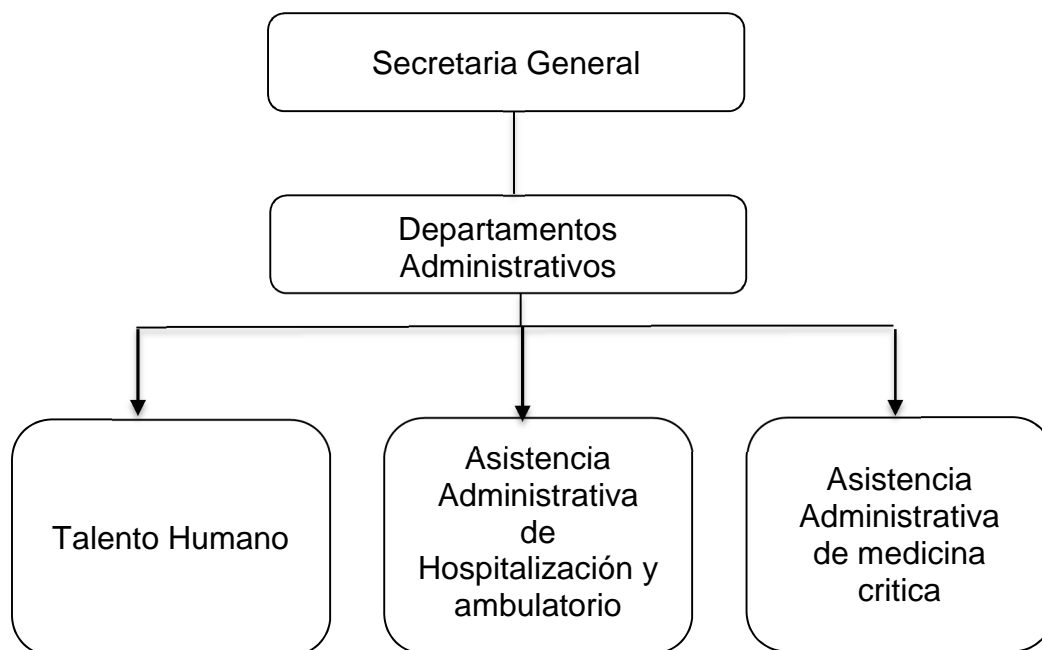 Secretaria General
Departamentos
Administrativos
Talento Humano
Asistencia
Administrativa
de
Hospitalización y
ambulatorio
Asistencia
Administrativa
de medicina
critica